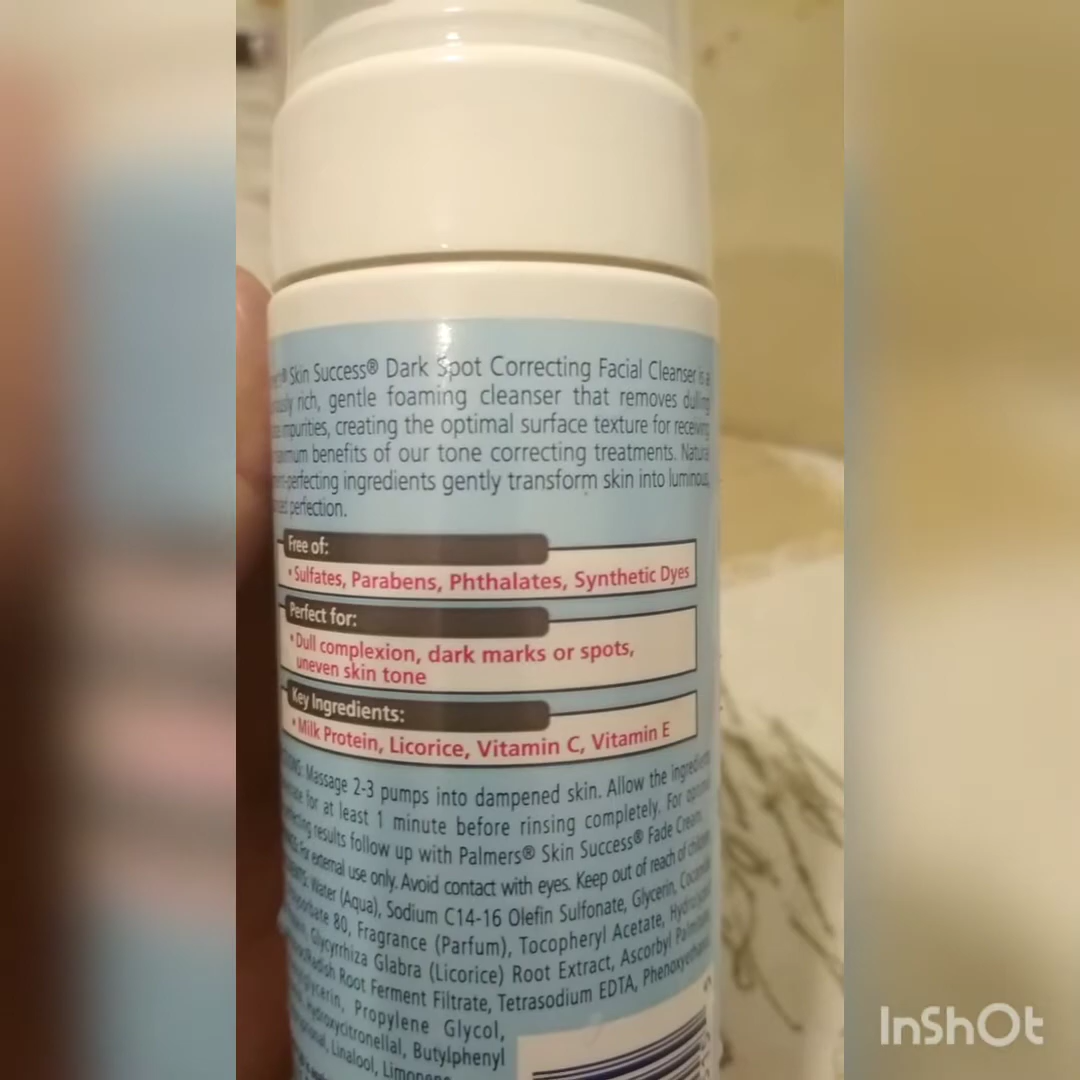 Skin Success® Dark Spot Correcting Facial Cleanser is a
rich, gentle foaming cleanser that removes dulling
impurities, creating the optimal surface texture for receiving
benefits of our tone correcting treatments. Natural
perfecting ingredients gently transform skin into luminous,
perfection.
Free of:
• Sulfates, Parabens, Phthalates, Synthetic Dyes
Perfect for:
• Dull complexion, dark marks or spots,
uneven skin tone
Key Ingredients:
• Milk Protein, Licorice, Vitamin C, Vitamin E
Massage 2-3 pumps into dampened skin. Allow the ingredients
for at least 1 minute before rinsing completely. For optimal
results follow up with Palmers® Skin Success® Fade Cream.
For external use only. Avoid contact with eyes. Keep out of reach of children.
Water (Aqua), Sodium C14-16 Olefin Sulfonate, Glycerin,
80, Fragrance (Parfum), Tocopheryl Acetate,
Glycyrrhiza Glabra (Licorice) Root Extract, Ascorbyl
Radish Root Ferment Filtrate, Tetrasodium EDTA,
Propylene Glycol,
Butylphenyl
Linalool,
InShOt